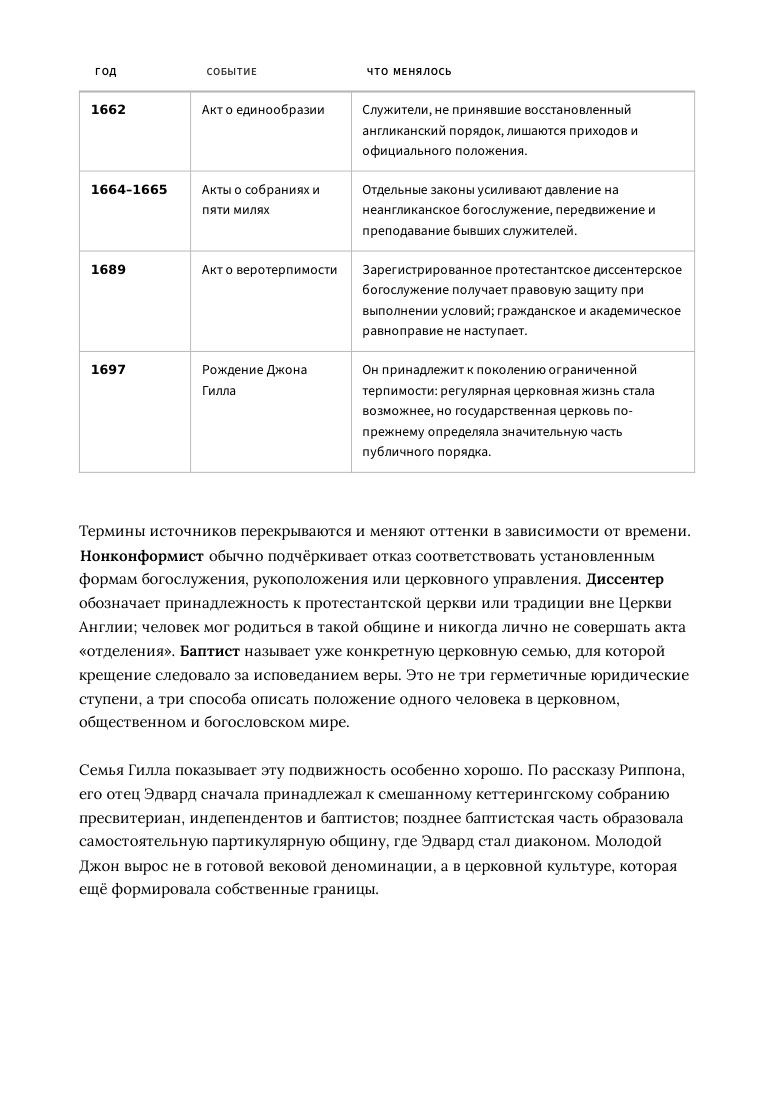 ГОД СОБЫТИЕ ЧТО МЕНЯЛОСЬ
1662 Акт о единообразии Служители, не принявшие восстановленный
англиканский порядок, лишаются приходов и
официального положения.
1664–1665 Акты о собраниях и Отдельные законы усиливают давление на
пяти милях неангликанское богослужение, передвижение и
преподавание бывших служителей.
1689 Акт о веротерпимости Зарегистрированное протестантское диссентерское
богослужение получает правовую защиту при
выполнении условий; гражданское и академическое
равноправие не наступает.
1697 Рождение Джона Он принадлежит к поколению ограниченной
Гилла терпимости: регулярная церковная жизнь стала
возможнее, но государственная церковь по-
прежнему определяла значительную часть
публичного порядка.
Термины источников перекрываются и меняют оттенки в зависимости от времени.
Нонконформист обычно подчёркивает отказ соответствовать установленным
формам богослужения, рукоположения или церковного управления. Диссентер
обозначает принадлежность к протестантской церкви или традиции вне Церкви
Англии; человек мог родиться в такой общине и никогда лично не совершать акта
«отделения». Баптист называет уже конкретную церковную семью, для которой
крещение следовало за исповеданием веры. Это не три герметичные юридические
ступени, а три способа описать положение одного человека в церковном,
общественном и богословском мире.
Семья Гилла показывает эту подвижность особенно хорошо. По рассказу Риппона,
его отец Эдвард сначала принадлежал к смешанному кеттерингскому собранию
пресвитериан, индепендентов и баптистов; позднее баптистская часть образовала
самостоятельную партикулярную общину, где Эдвард стал диаконом. Молодой
Джон вырос не в готовой вековой деноминации, а в церковной культуре, которая
ещё формировала собственные границы.